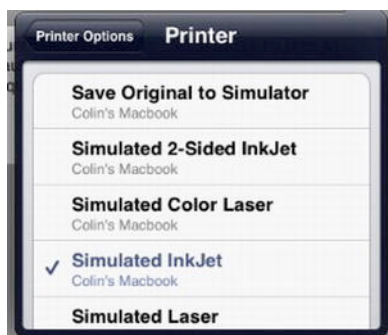 Printer Options
Printer
Save Original to Simulator
Colin's Macbook
Simulated 2-Sided InkJet
Colin's Macbook
Simulated Color Laser
Colin's Macbook
Simulated InkJet
Colin's Macbook
Simulated Laser